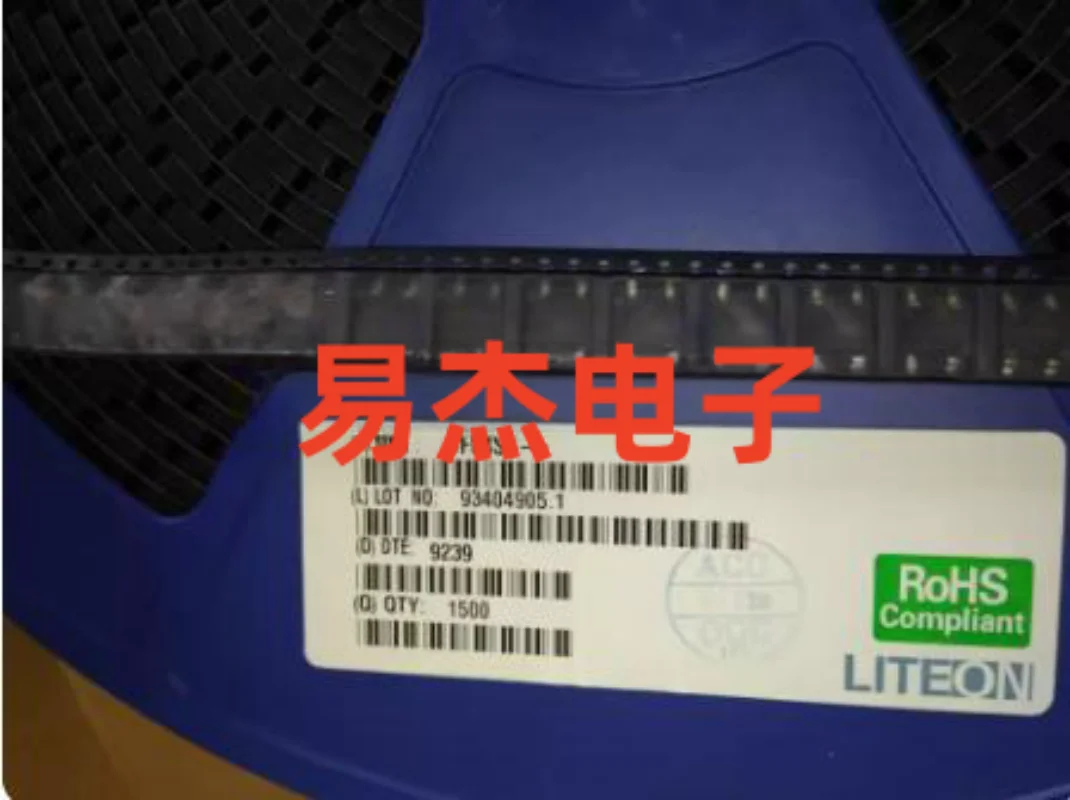 易杰电子
(L) LOT NO: 93404905.1
(D) DTE: 9239
(Q) QTY: 1500
RoHS
Compliant
LITEON